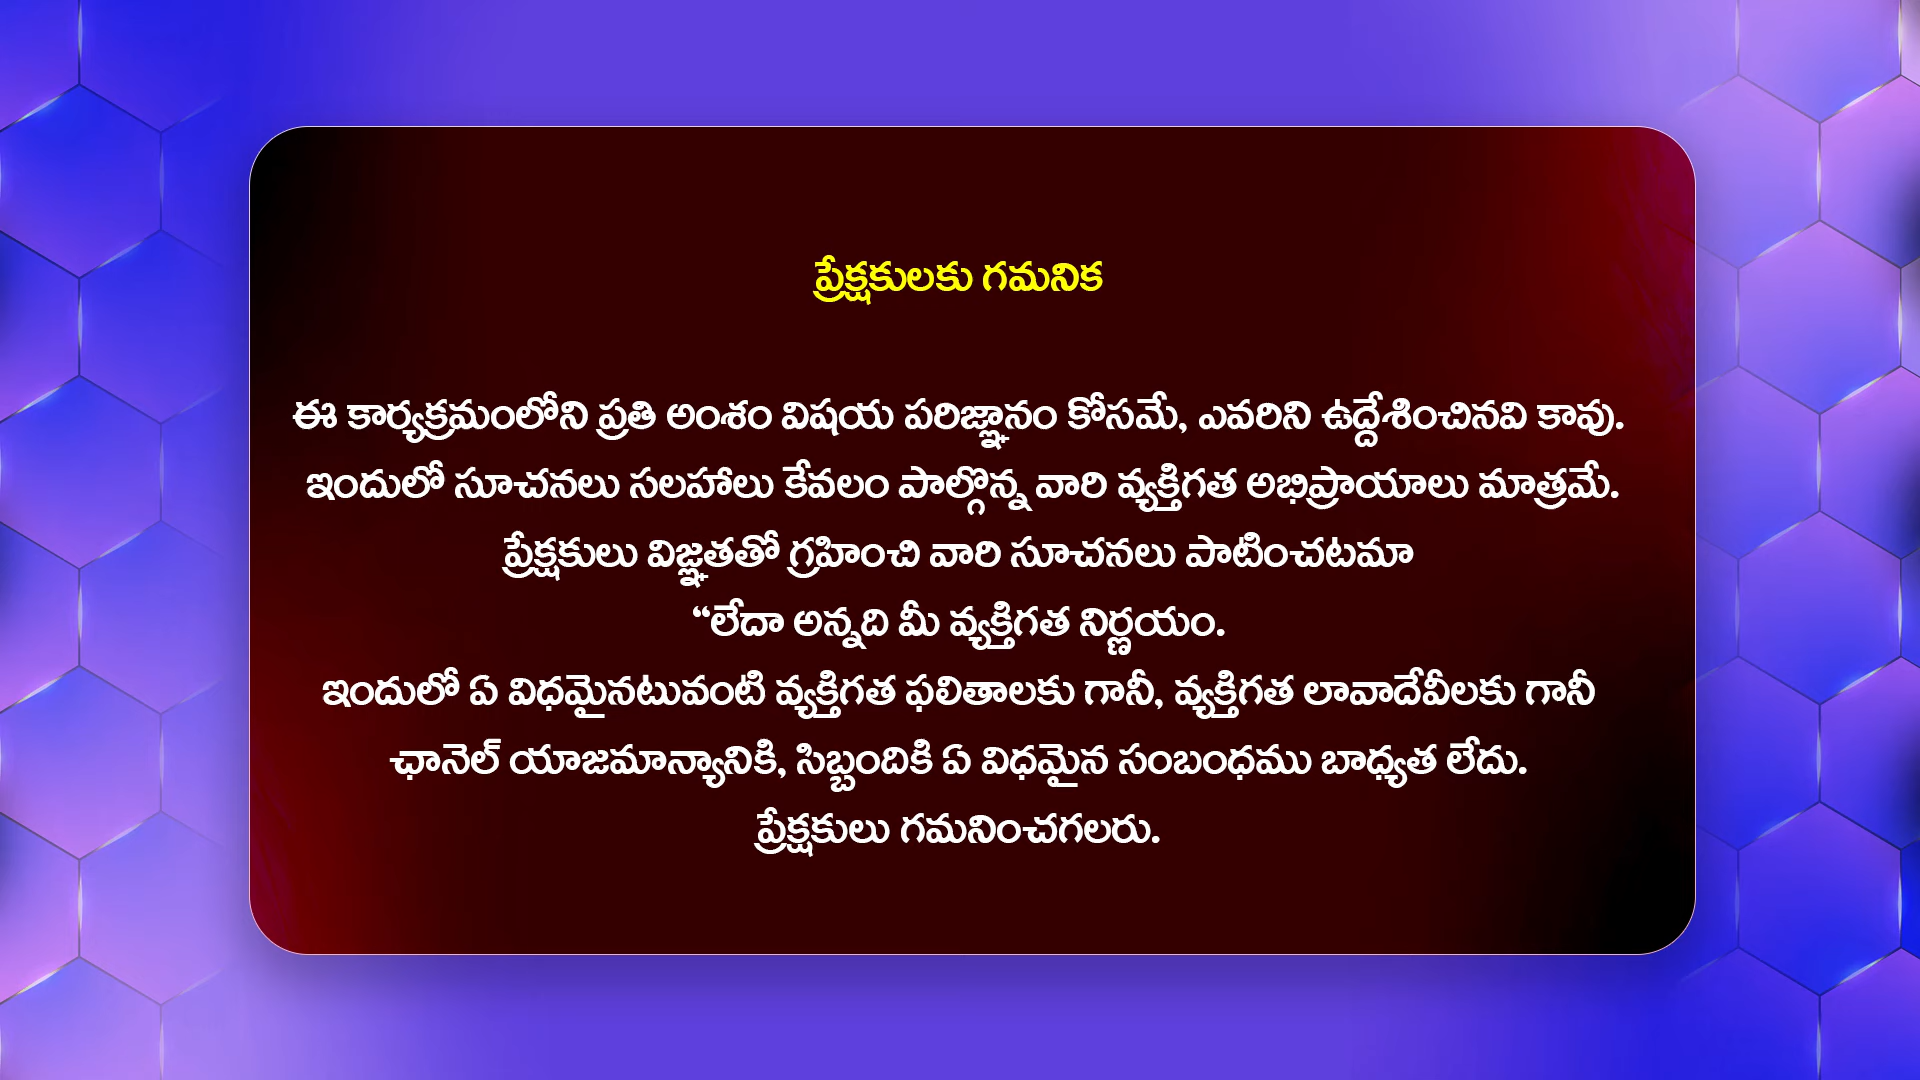 ప్రేక్షకులకు గమనిక
ఈ కార్యక్రమంలోని ప్రతి అంశం విషయ పరిజ్ఞానం కోసమే, ఎవరిని ఉద్దేశించినవి కావు.
ఇందులో సూచనలు సలహాలు కేవలం పాల్గొన్న వారి వ్యక్తిగత అభిప్రాయాలు మాత్రమే.
ప్రేక్షకులు విజ్ఞతతో గ్రహించి వారి సూచనలు పాటించటమా
“లేదా అన్నది మీ వ్యక్తిగత నిర్ణయం.
ఇందులో ఏ విధమైనటువంటి వ్యక్తిగత ఫలితాలకు గానీ, వ్యక్తిగత లావాదేవీలకు గానీ
ఛానెల్ యాజమాన్యానికి, సిబ్బందికి ఏ విధమైన సంబంధము బాధ్యత లేదు.
ప్రేక్షకులు గమనించగలరు.